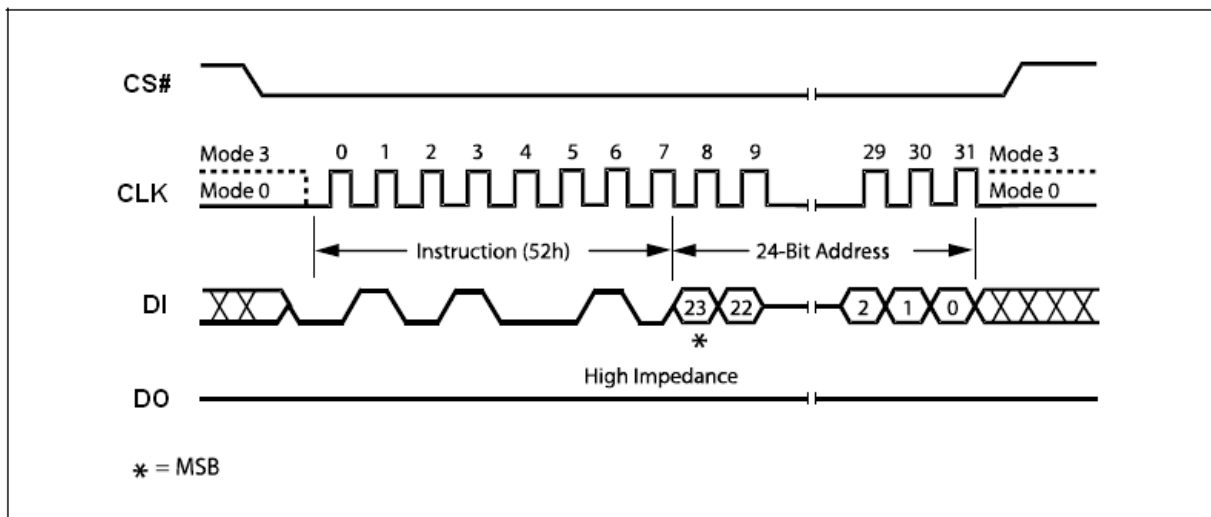 CS#
Mode 3 0 1 2 3 4 5 6 7 8 9 29 30 31 Mode 3
CLK Mode 0 Mode 0
Instruction (52h) 24-Bit Address
DI 23 22 2 1 0
*
High Impedance
DO
* = MSB